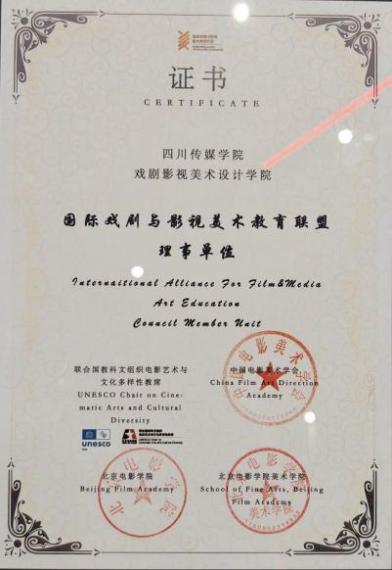 证书
CERTIFICATE
四川传媒学院
戏剧影视美术设计学院
国际戏剧与影视美术教育联盟
理事单位
Internaitional Alliance For Film&Media
Art Education
Council Member Unit
联合国教科文组织电影艺术与
文化多样性教席
UNESCO Chair on Cine-
matic Arts and Cultural
Diversity
中国电影美术学会
China Film Art Direction
Academy
unesco
北京电影学院
Beijing Film Academy
北京电影学院美术学院
School of Fine Arts, Beijing
Film Academy